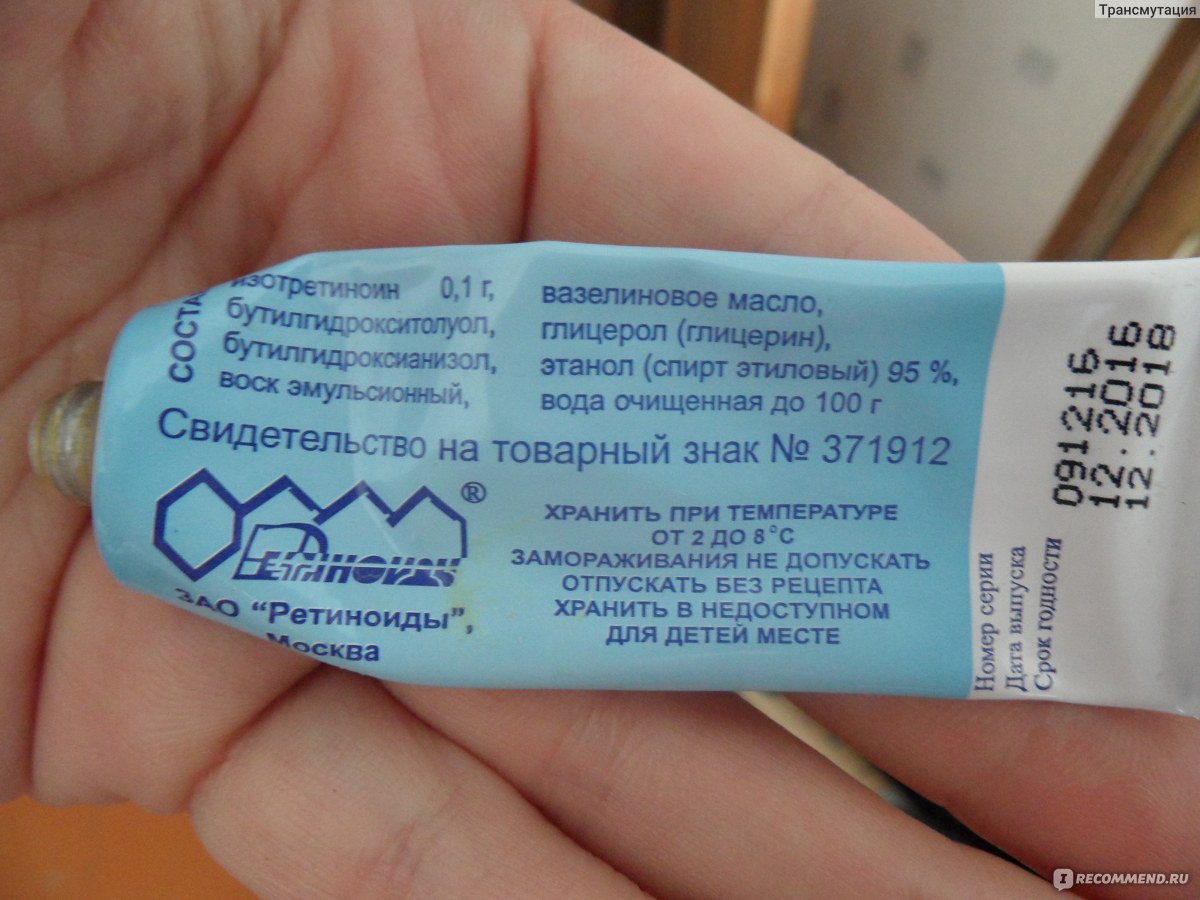 Трансмутация
СОСТА
изотретиноин 0,1 г,
бутилгидрокситолуол,
бутилгидроксианизол,
воск эмульсионный,
вазелиновое масло,
глицерол (глицерин),
этанол (спирт этиловый) 95 %,
вода очищенная до 100 г
Свидетельство на товарный знак № 371912
Ретиноиды ®
ЗАО "Ретиноиды",
Москва
ХРАНИТЬ ПРИ ТЕМПЕРАТУРЕ
ОТ 2 ДО 8°С
ЗАМОРАЖИВАНИЯ НЕ ДОПУСКАТЬ
ОТПУСКАТЬ БЕЗ РЕЦЕПТА
ХРАНИТЬ В НЕДОСТУПНОМ
ДЛЯ ДЕТЕЙ МЕСТЕ
Номер серии 091216
Дата выпуска 12.2016
Срок годности 12.2018
IRECOMMEND.RU